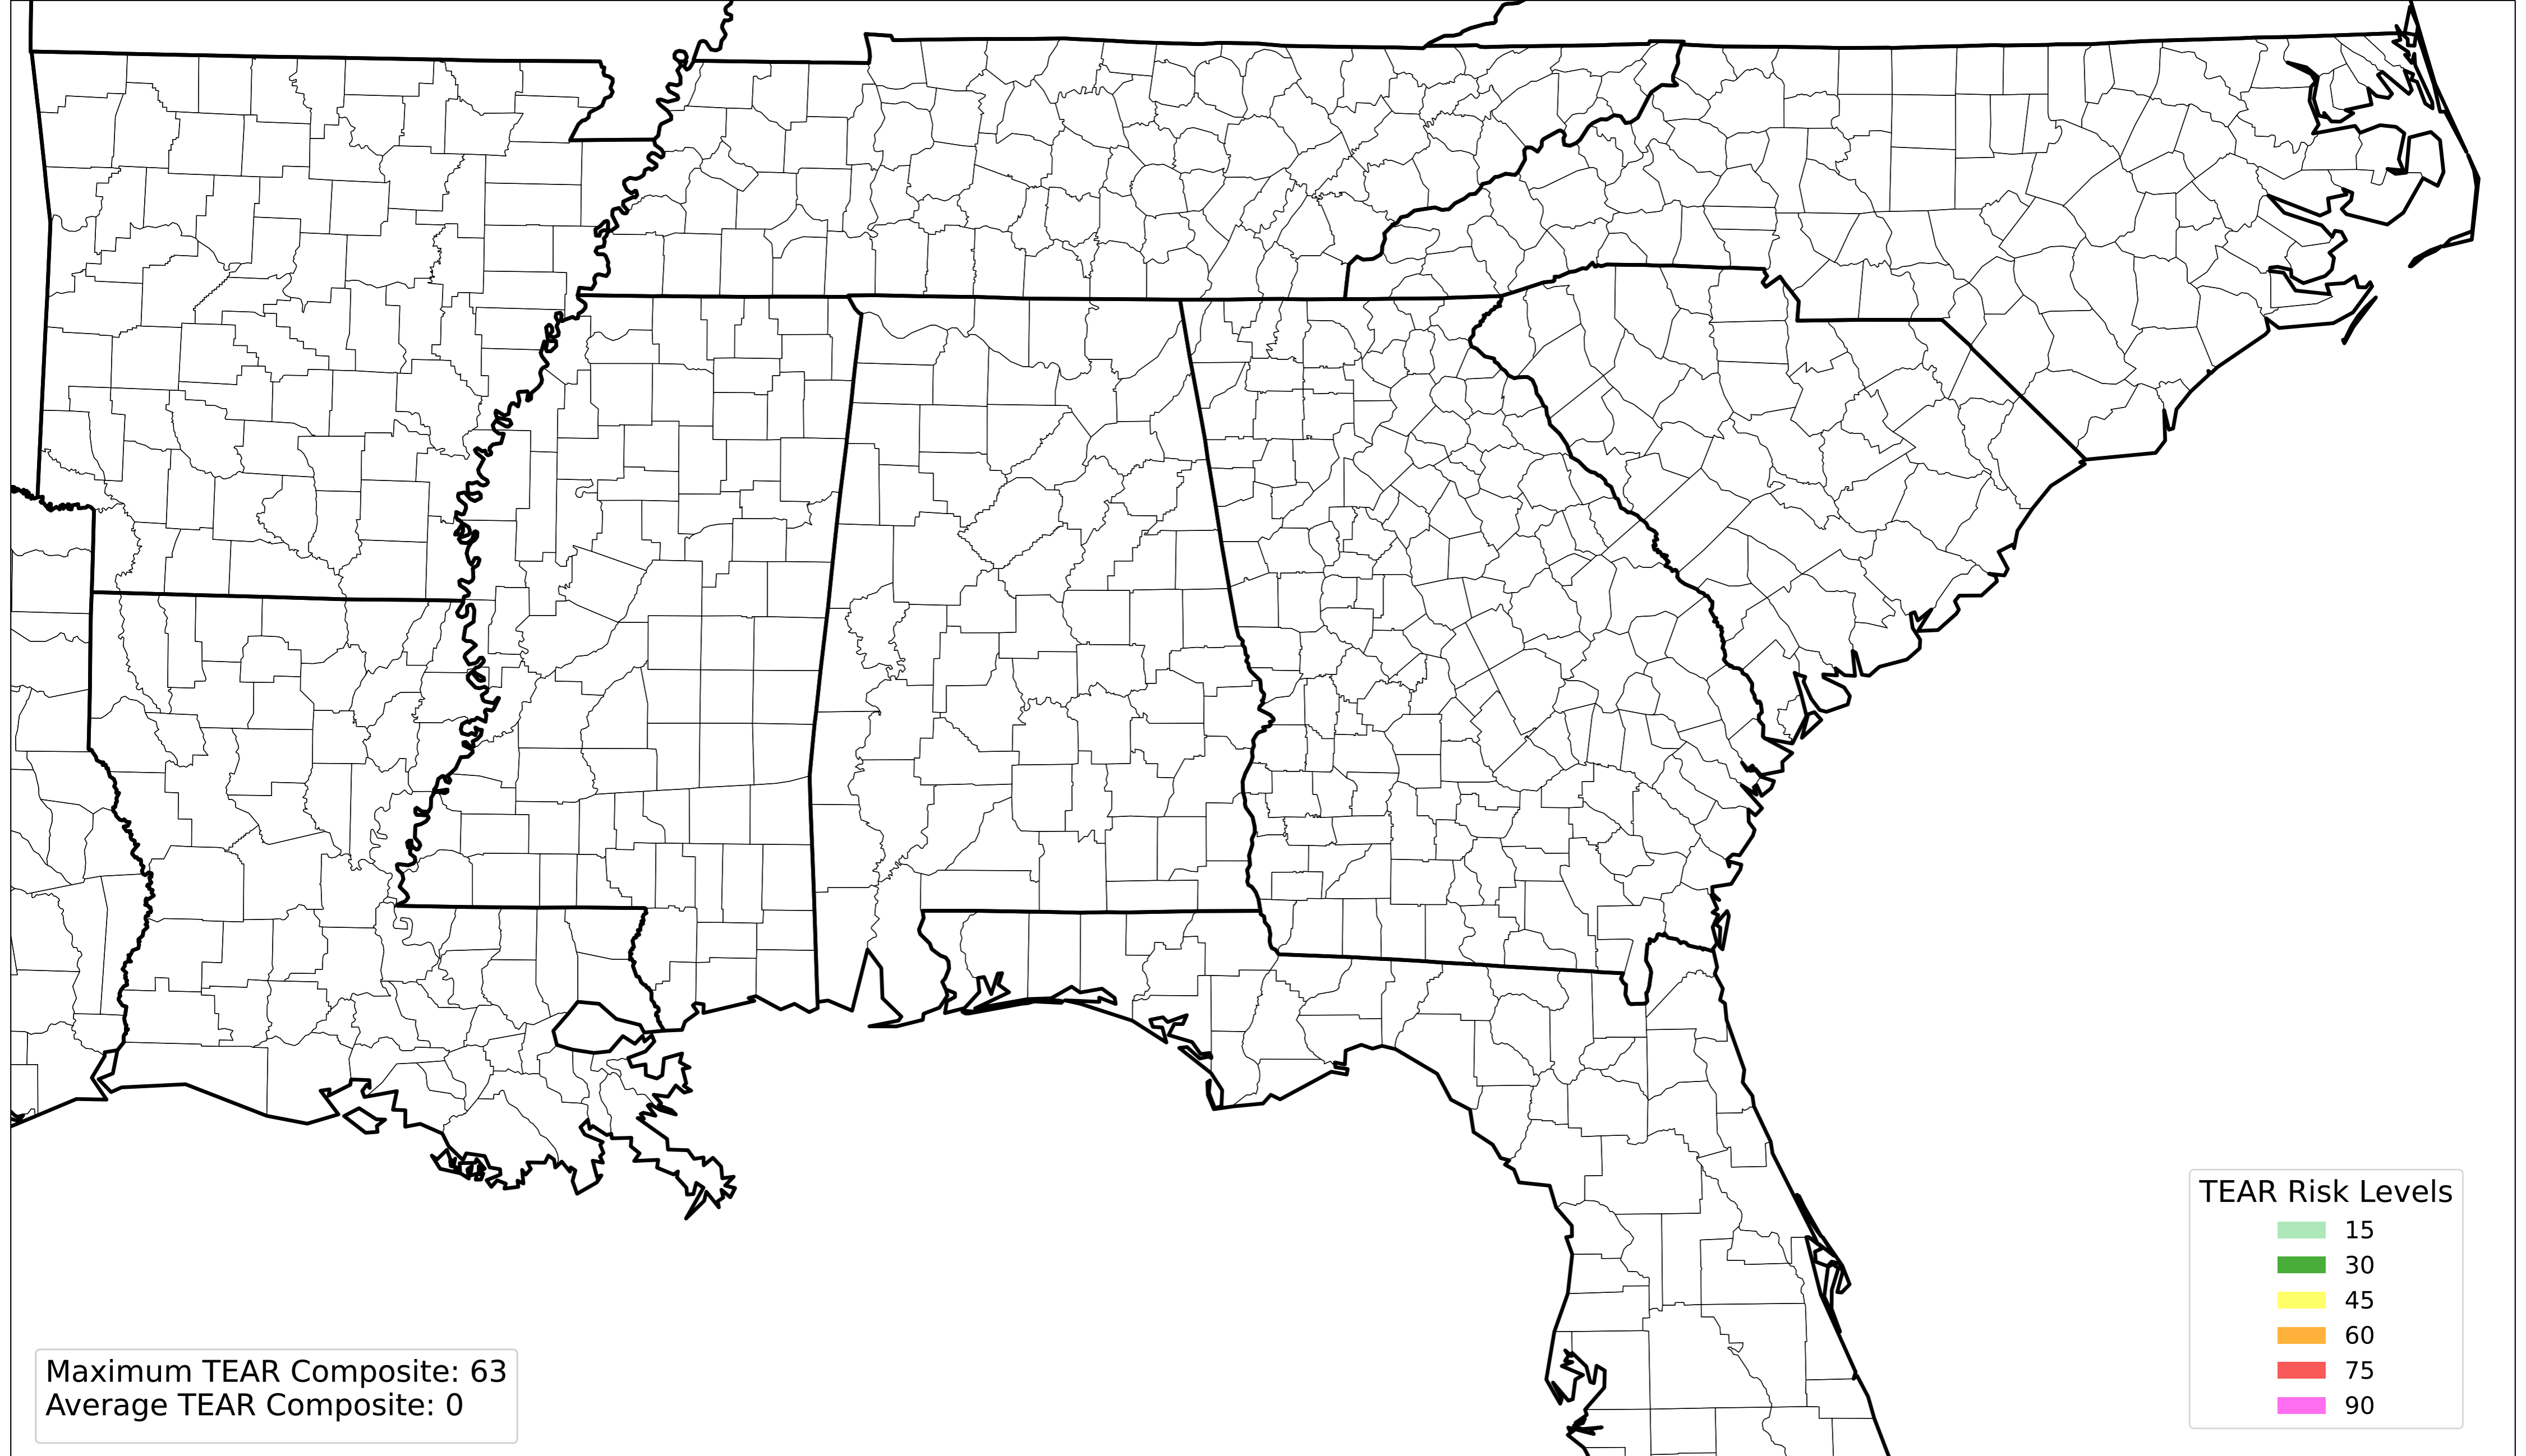 TEAR Risk Levels
15
30
45
60
75
90
Maximum TEAR Composite: 63
Average TEAR Composite: 0